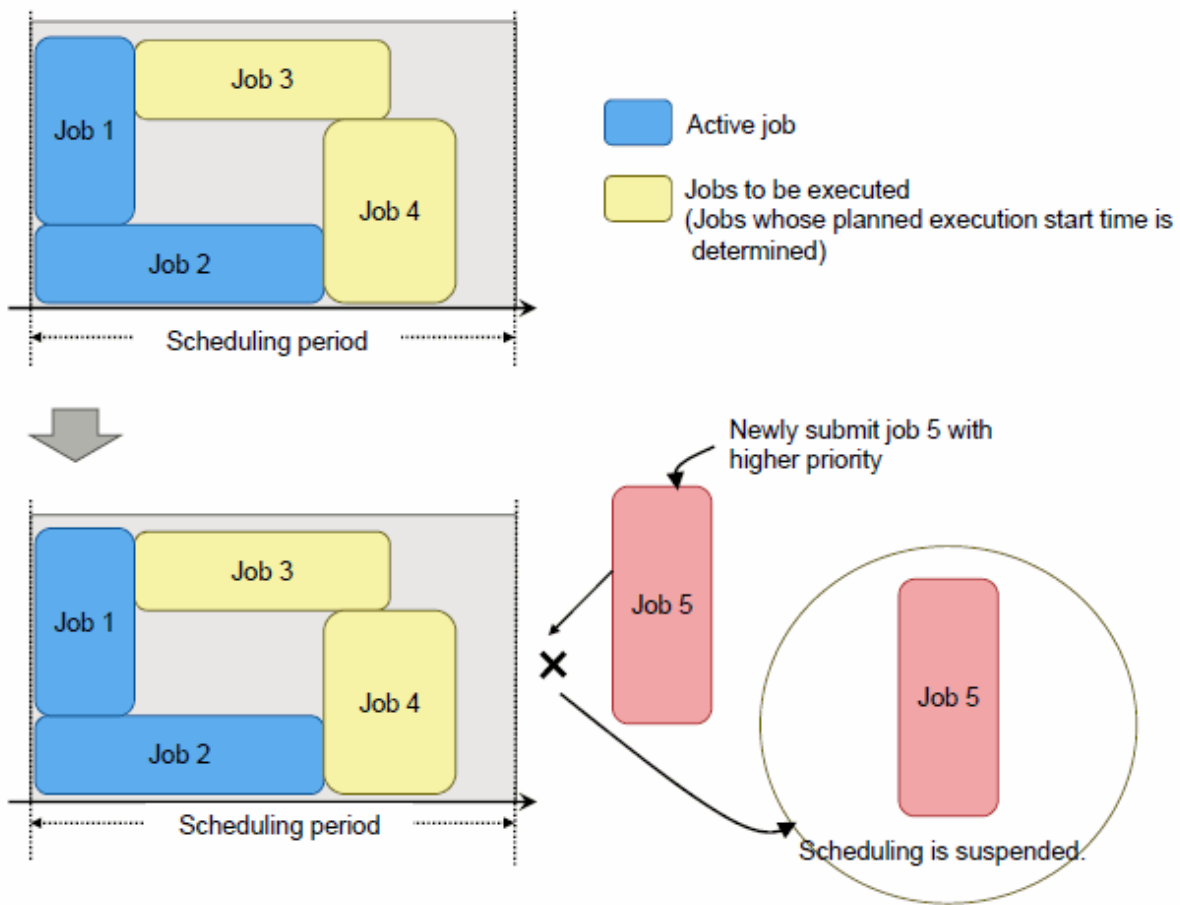 Job 3
Job 1
Job 4
Job 2
Scheduling period
Active job
Jobs to be executed
(Jobs whose planned execution start time is
determined)
Newly submit job 5 with
higher priority
Job 3
Job 1
Job 5
Job 4
Job 2
Job 5
Scheduling period
Scheduling is suspended.